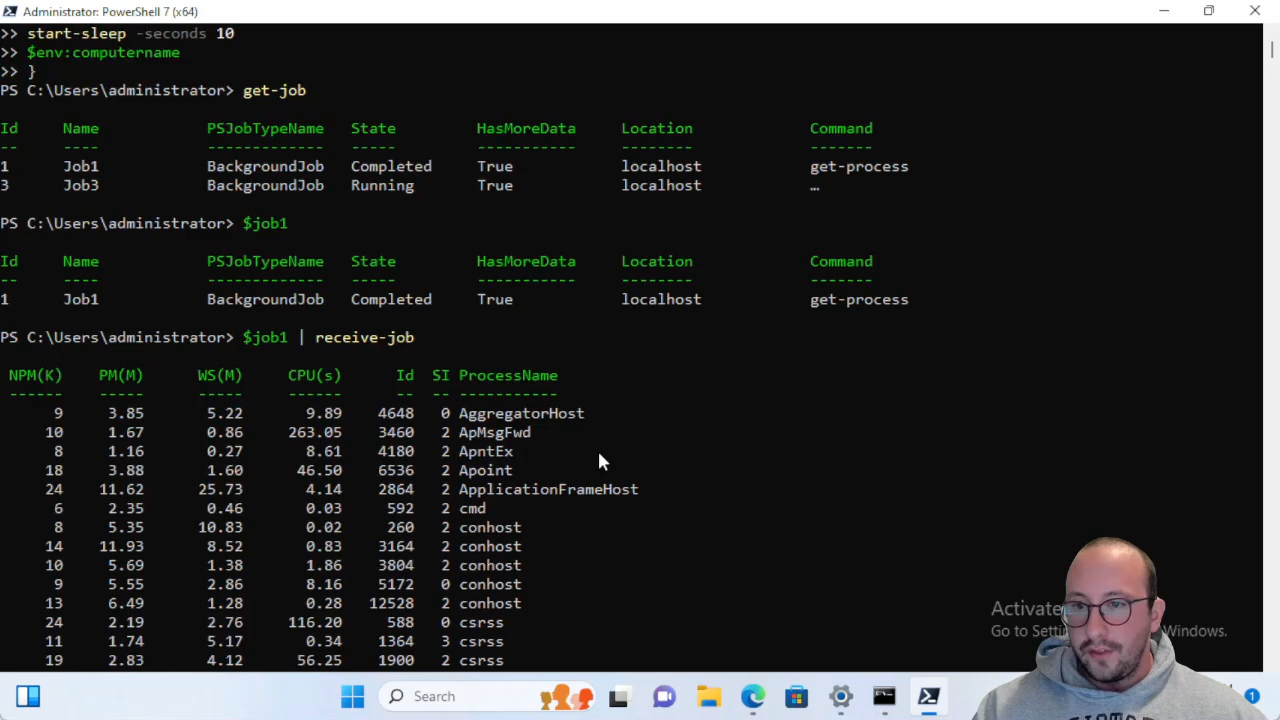 Administrator: PowerShell 7 (x64)
>> start-sleep -seconds 10
>> $env:computername
>> }
PS C:\Users\administrator> get-job
Id Name PSJobTypeName State HasMoreData Location Command
-- ---- ------------- ----- ----------- -------- -------
1 Job1 BackgroundJob Completed True localhost get-process
3 Job3 BackgroundJob Running True localhost …
PS C:\Users\administrator> $job1
Id Name PSJobTypeName State HasMoreData Location Command
-- ---- ------------- ----- ----------- -------- -------
1 Job1 BackgroundJob Completed True localhost get-process
PS C:\Users\administrator> $job1 | receive-job
NPM(K) PM(M) WS(M) CPU(s) Id SI ProcessName
------ ----- ----- ------ -- -- -----------
9 3.85 5.22 9.89 4648 0 AggregatorHost
10 1.67 0.86 263.05 3460 2 ApMsgFwd
8 1.16 0.27 8.61 4180 2 ApntEx
18 3.88 1.60 46.50 6536 2 Apoint
24 11.62 25.73 4.14 2864 2 ApplicationFrameHost
6 2.35 0.46 0.03 592 2 cmd
8 5.35 10.83 0.02 260 2 conhost
14 11.93 8.52 0.83 3164 2 conhost
10 5.69 1.38 1.86 3804 2 conhost
9 5.55 2.86 8.16 5172 0 conhost
13 6.49 1.28 0.28 12528 2 conhost
24 2.19 2.76 116.20 588 0 csrss
11 1.74 5.17 0.34 1364 3 csrss
19 2.83 4.12 56.25 1900 2 csrss
Activate
Go to Windows.
Search
1